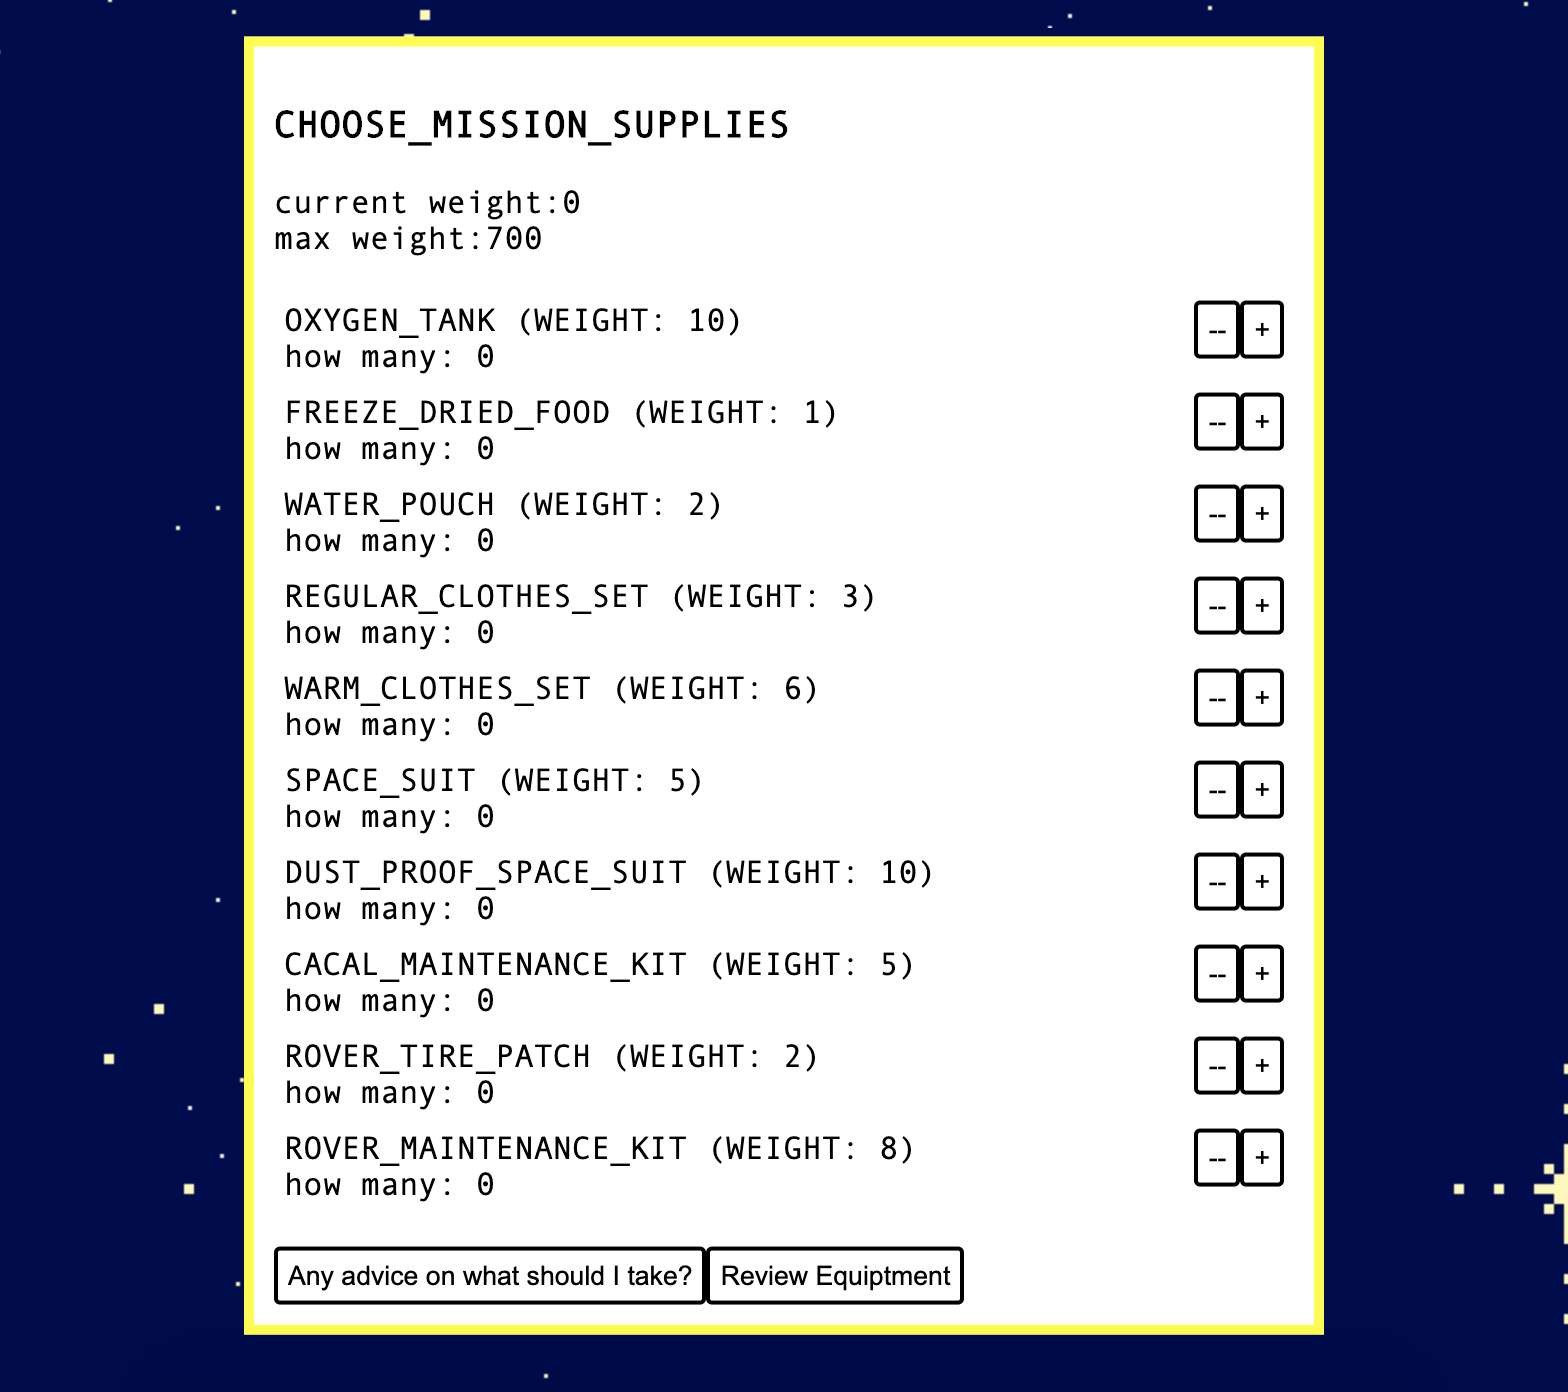 CHOOSE_MISSION_SUPPLIES
current weight:0
max weight:700
OXYGEN_TANK (WEIGHT: 10)
how many: 0
-- +
FREEZE_DRIED_FOOD (WEIGHT: 1)
how many: 0
-- +
WATER_POUCH (WEIGHT: 2)
how many: 0
-- +
REGULAR_CLOTHES_SET (WEIGHT: 3)
how many: 0
-- +
WARM_CLOTHES_SET (WEIGHT: 6)
how many: 0
-- +
SPACE_SUIT (WEIGHT: 5)
how many: 0
-- +
DUST_PROOF_SPACE_SUIT (WEIGHT: 10)
how many: 0
-- +
CACAL_MAINTENANCE_KIT (WEIGHT: 5)
how many: 0
-- +
ROVER_TIRE_PATCH (WEIGHT: 2)
how many: 0
-- +
ROVER_MAINTENANCE_KIT (WEIGHT: 8)
how many: 0
-- +
Any advice on what should I take? Review Equiptment